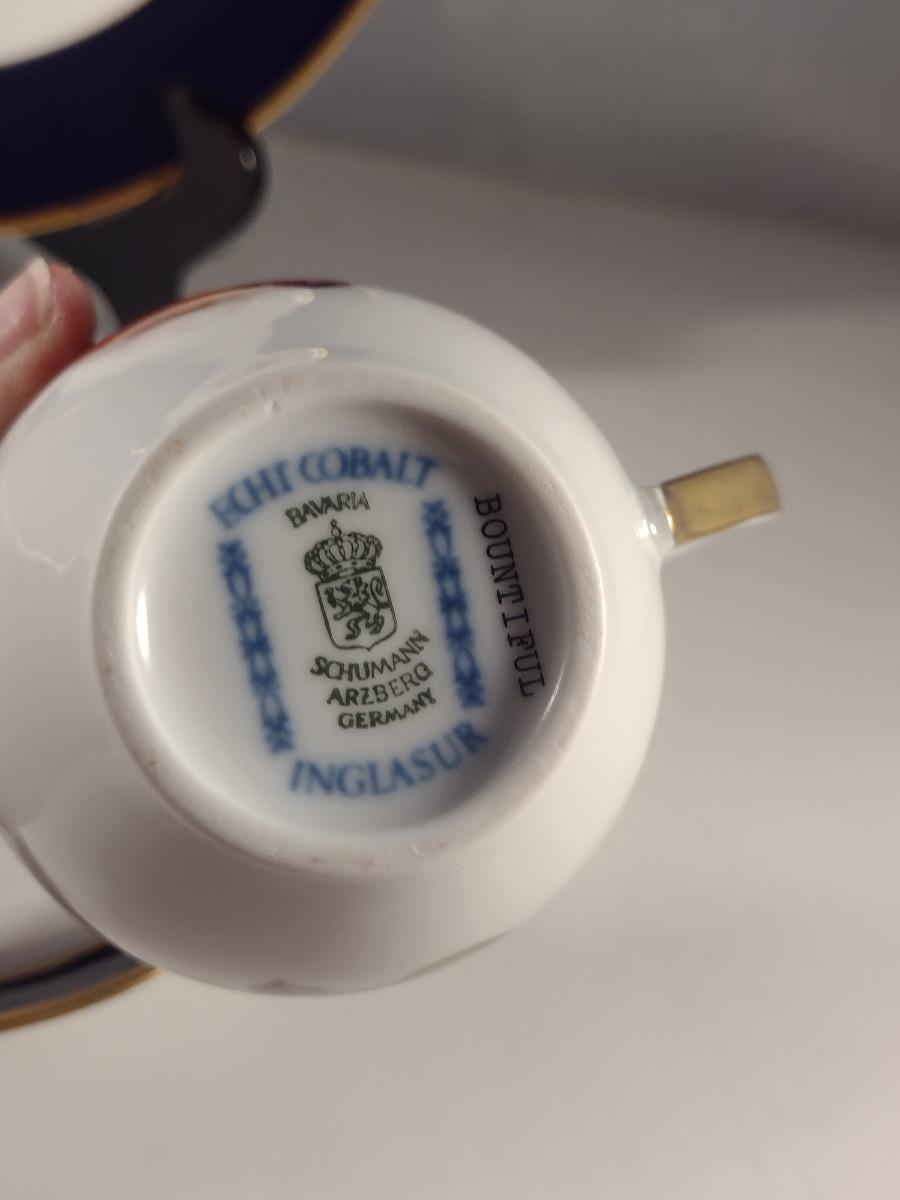 ECHT COBALT
BAVARIA
SCHUMANN
ARZBERG
GERMANY
INGLASUR
BOUNTIFUL